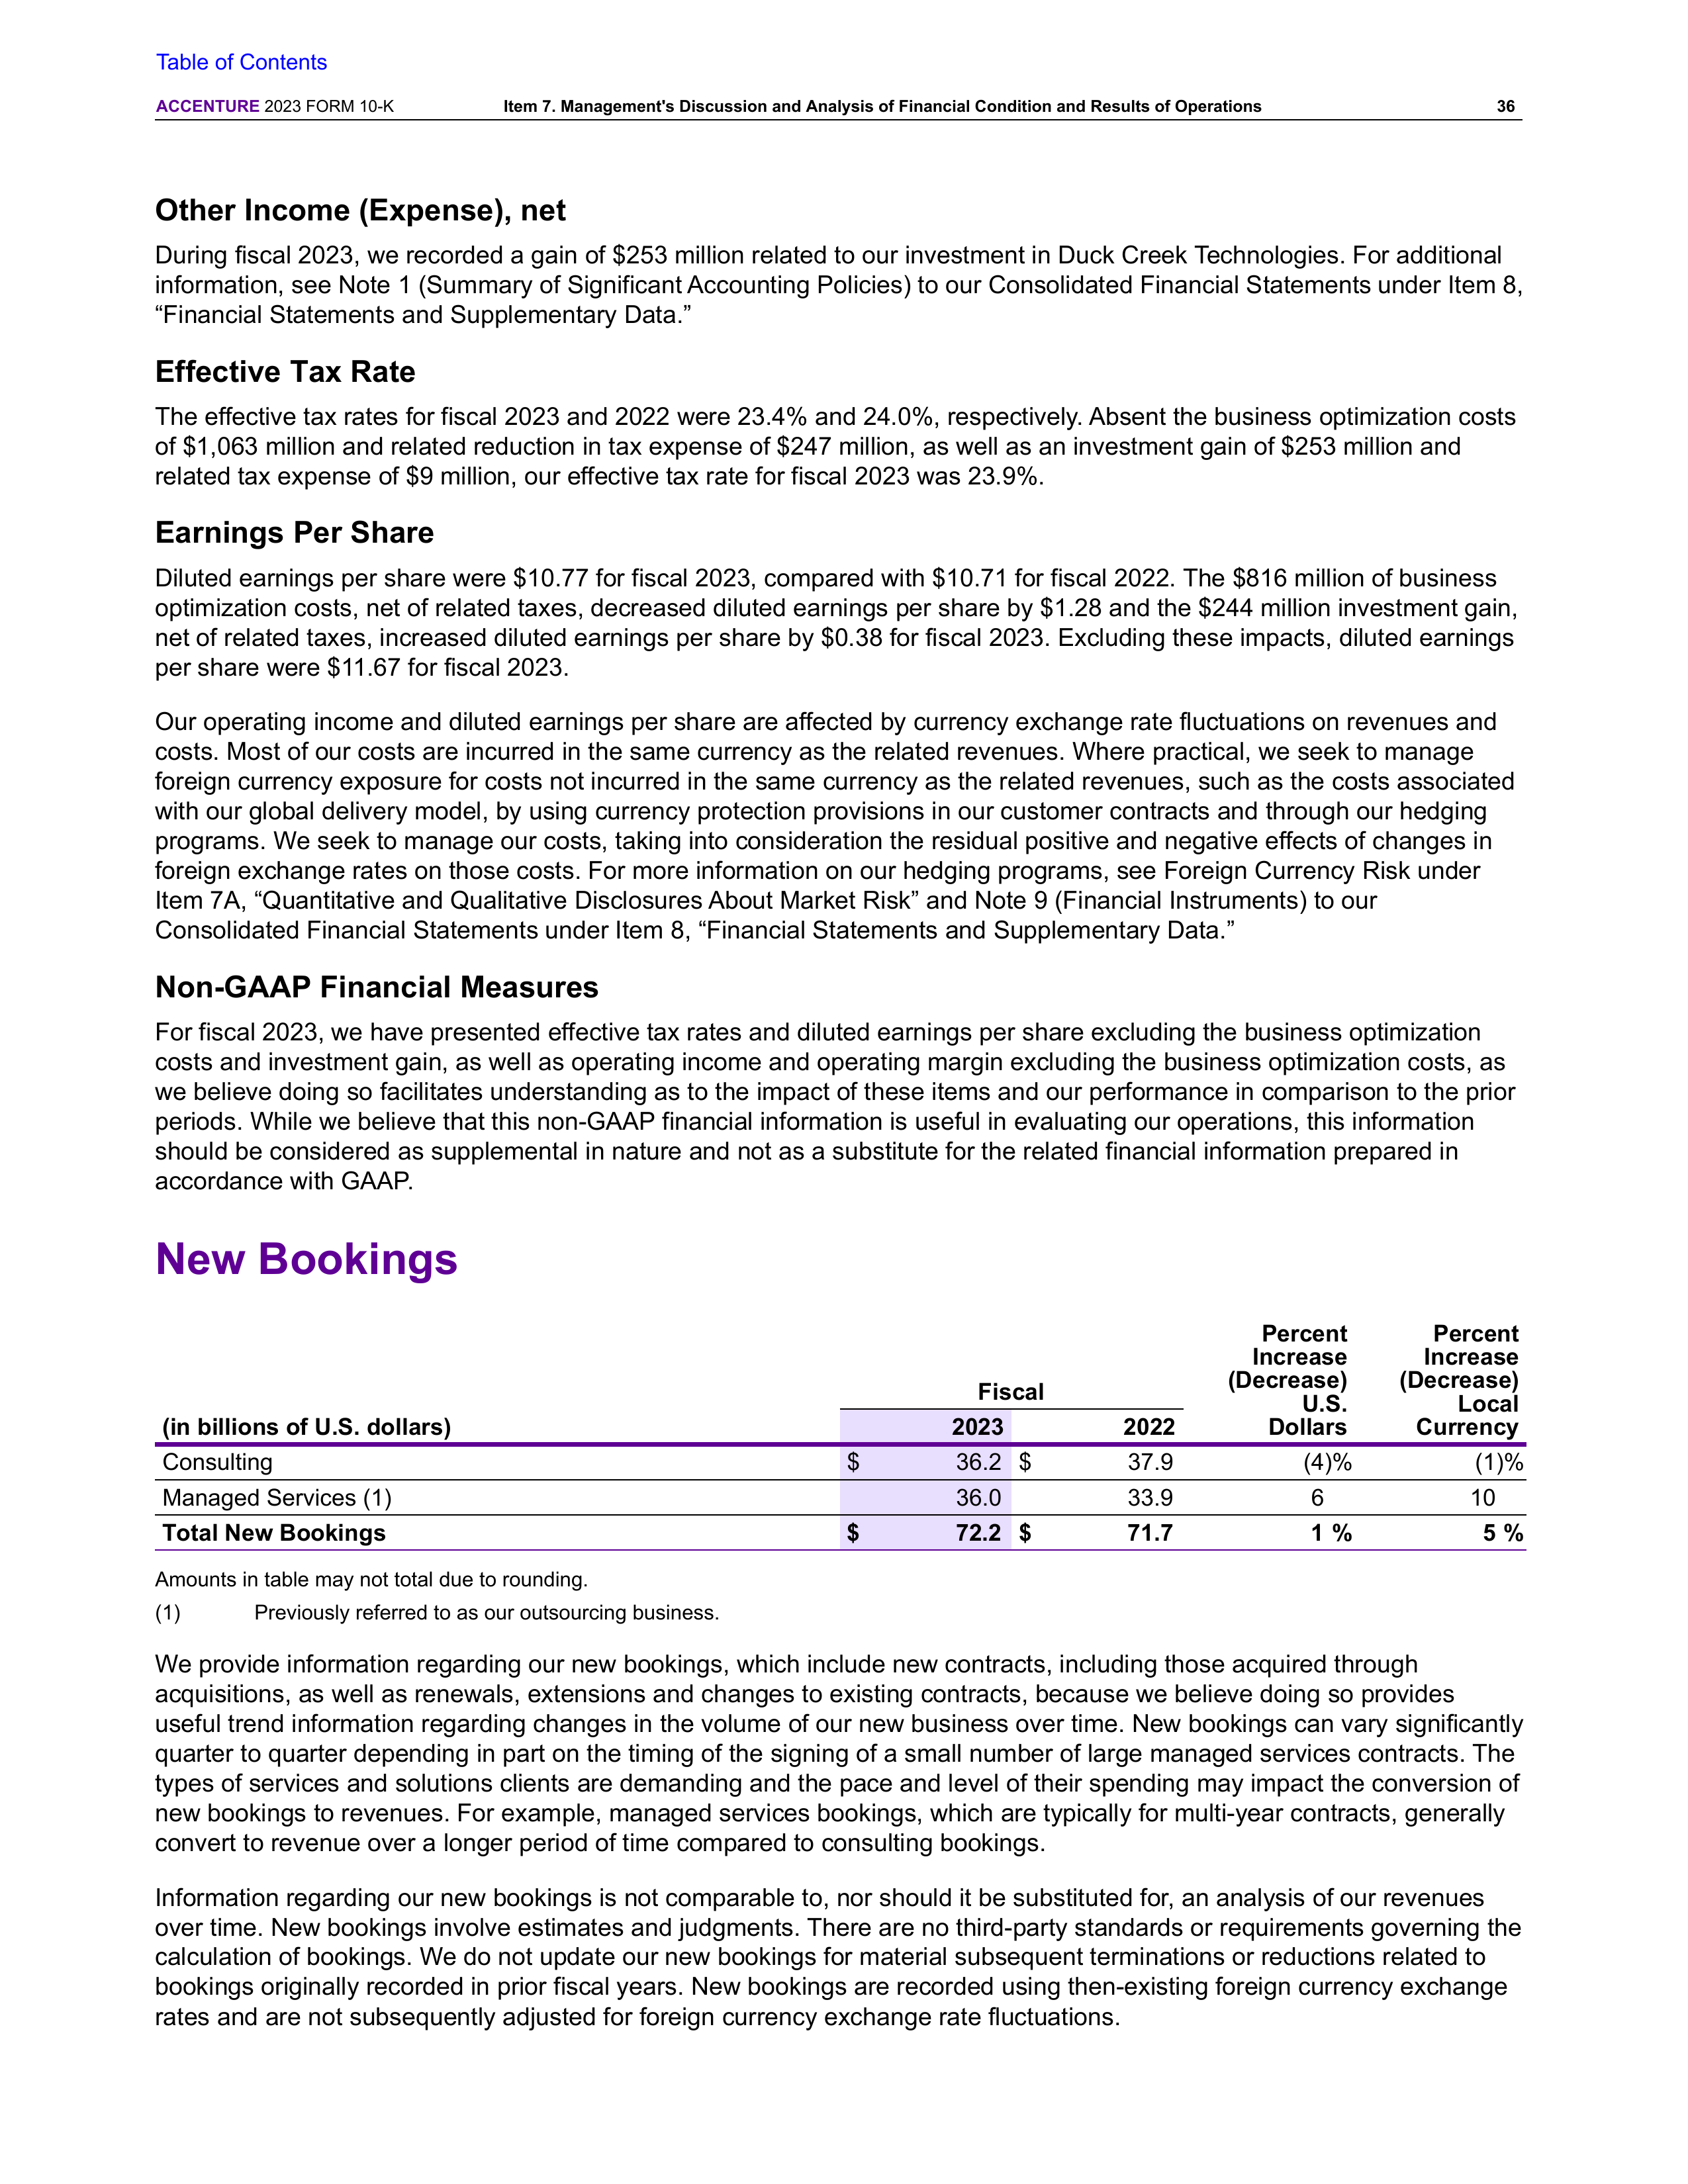 Table of Contents
ACCENTURE 2023 FORM 10-K Item 7. Management's Discussion and Analysis of Financial Condition and Results of Operations 36
Other Income (Expense), net
During fiscal 2023, we recorded a gain of $253 million related to our investment in Duck Creek Technologies. For additional
information, see Note 1 (Summary of Significant Accounting Policies) to our Consolidated Financial Statements under Item 8,
“Financial Statements and Supplementary Data.”
Effective Tax Rate
The effective tax rates for fiscal 2023 and 2022 were 23.4% and 24.0%, respectively. Absent the business optimization costs
of $1,063 million and related reduction in tax expense of $247 million, as well as an investment gain of $253 million and
related tax expense of $9 million, our effective tax rate for fiscal 2023 was 23.9%.
Earnings Per Share
Diluted earnings per share were $10.77 for fiscal 2023, compared with $10.71 for fiscal 2022. The $816 million of business
optimization costs, net of related taxes, decreased diluted earnings per share by $1.28 and the $244 million investment gain,
net of related taxes, increased diluted earnings per share by $0.38 for fiscal 2023. Excluding these impacts, diluted earnings
per share were $11.67 for fiscal 2023.
Our operating income and diluted earnings per share are affected by currency exchange rate fluctuations on revenues and
costs. Most of our costs are incurred in the same currency as the related revenues. Where practical, we seek to manage
foreign currency exposure for costs not incurred in the same currency as the related revenues, such as the costs associated
with our global delivery model, by using currency protection provisions in our customer contracts and through our hedging
programs. We seek to manage our costs, taking into consideration the residual positive and negative effects of changes in
foreign exchange rates on those costs. For more information on our hedging programs, see Foreign Currency Risk under
Item 7A, “Quantitative and Qualitative Disclosures About Market Risk” and Note 9 (Financial Instruments) to our
Consolidated Financial Statements under Item 8, “Financial Statements and Supplementary Data.”
Non-GAAP Financial Measures
For fiscal 2023, we have presented effective tax rates and diluted earnings per share excluding the business optimization
costs and investment gain, as well as operating income and operating margin excluding the business optimization costs, as
we believe doing so facilitates understanding as to the impact of these items and our performance in comparison to the prior
periods. While we believe that this non-GAAP financial information is useful in evaluating our operations, this information
should be considered as supplemental in nature and not as a substitute for the related financial information prepared in
accordance with GAAP.
New Bookings
Percent Percent
Increase Increase
(Decrease) (Decrease)
Fiscal U.S. Local
(in billions of U.S. dollars) 2023 2022 Dollars Currency
Consulting $ 36.2 $ 37.9 (4)% (1)%
Managed Services (1) 36.0 33.9 6 10
Total New Bookings $ 72.2 $ 71.7 1 % 5 %
Amounts in table may not total due to rounding.
(1) Previously referred to as our outsourcing business.
We provide information regarding our new bookings, which include new contracts, including those acquired through
acquisitions, as well as renewals, extensions and changes to existing contracts, because we believe doing so provides
useful trend information regarding changes in the volume of our new business over time. New bookings can vary significantly
quarter to quarter depending in part on the timing of the signing of a small number of large managed services contracts. The
types of services and solutions clients are demanding and the pace and level of their spending may impact the conversion of
new bookings to revenues. For example, managed services bookings, which are typically for multi-year contracts, generally
convert to revenue over a longer period of time compared to consulting bookings.
Information regarding our new bookings is not comparable to, nor should it be substituted for, an analysis of our revenues
over time. New bookings involve estimates and judgments. There are no third-party standards or requirements governing the
calculation of bookings. We do not update our new bookings for material subsequent terminations or reductions related to
bookings originally recorded in prior fiscal years. New bookings are recorded using then-existing foreign currency exchange
rates and are not subsequently adjusted for foreign currency exchange rate fluctuations.